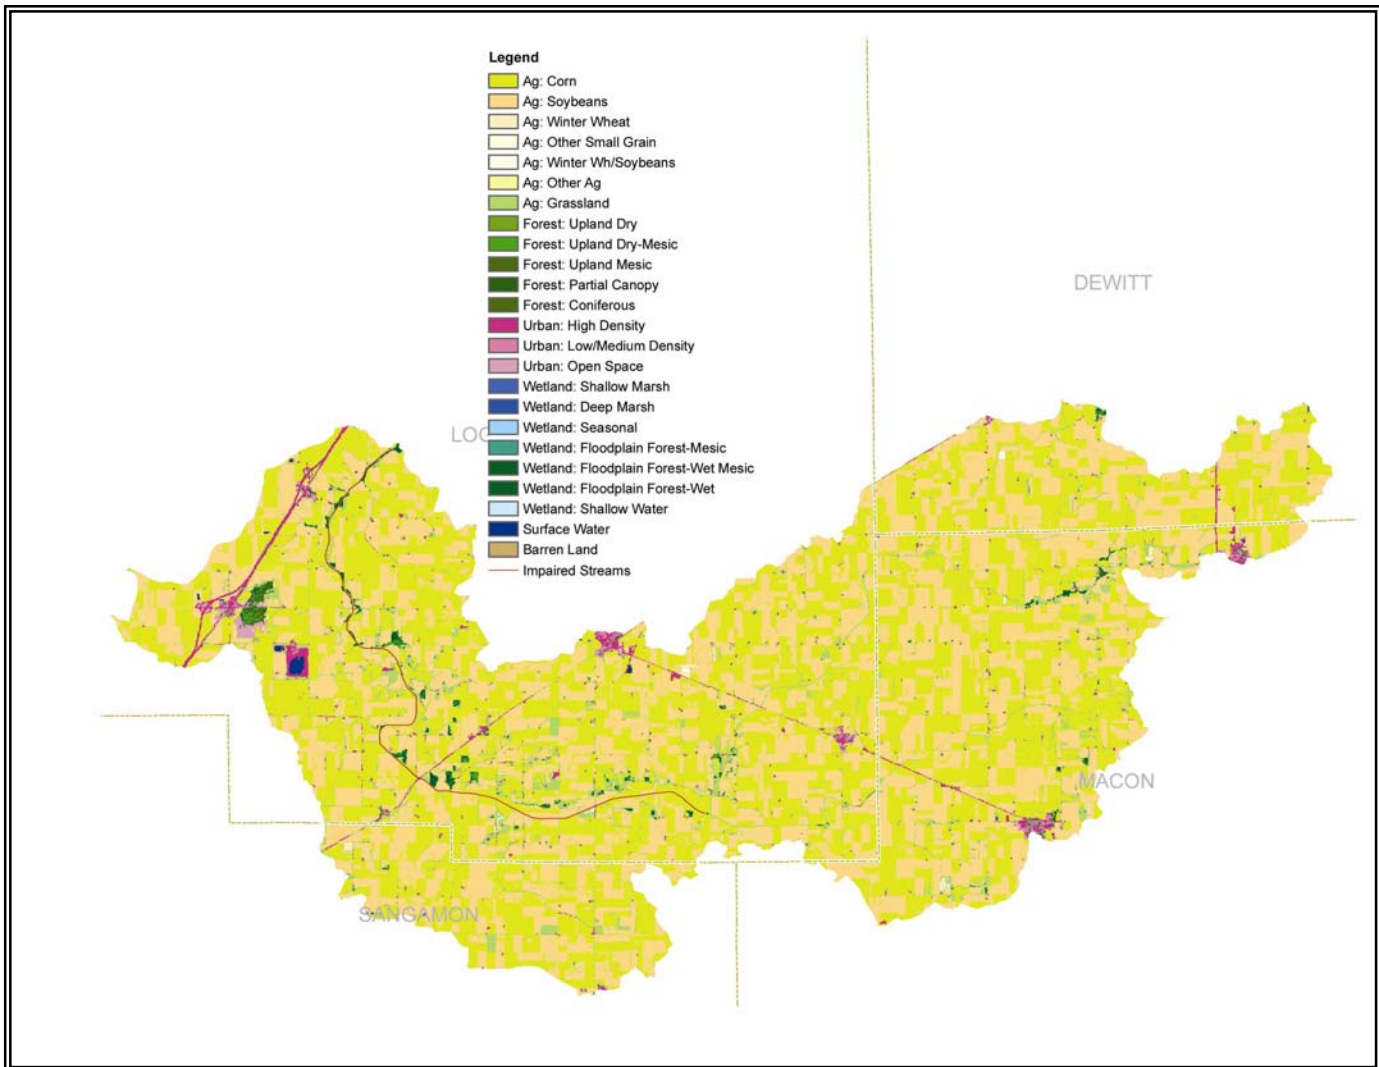 Legend
Ag: Corn
Ag: Soybeans
Ag: Winter Wheat
Ag: Other Small Grain
Ag: Winter Wh/Soybeans
Ag: Other Ag
Ag: Grassland
Forest: Upland Dry
Forest: Upland Dry-Mesic
Forest: Upland Mesic
Forest: Partial Canopy
Forest: Coniferous
Urban: High Density
Urban: Low/Medium Density
Urban: Open Space
Wetland: Shallow Marsh
Wetland: Deep Marsh
Wetland: Seasonal
Wetland: Floodplain Forest-Mesic
Wetland: Floodplain Forest-Wet Mesic
Wetland: Floodplain Forest-Wet
Wetland: Shallow Water
Surface Water
Barren Land
Impaired Streams
DEWITT
MACON
SANGAMON